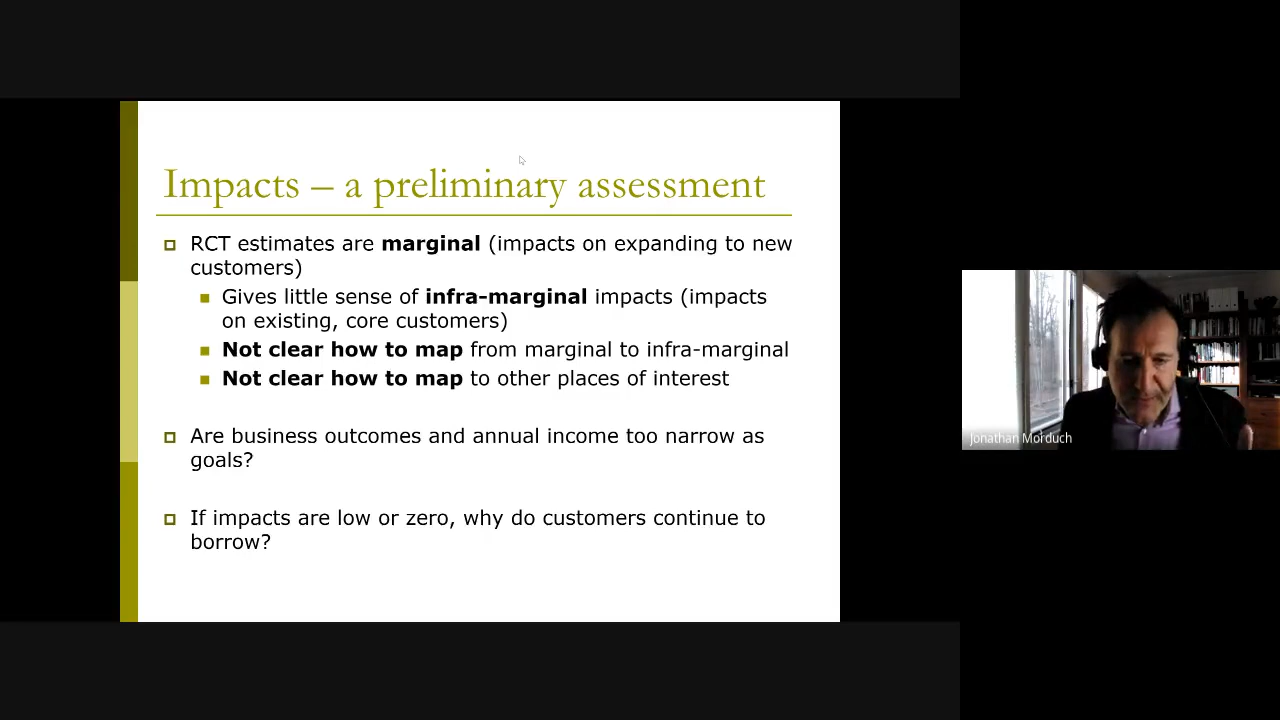 Impacts – a preliminary assessment
RCT estimates are marginal (impacts on expanding to new
customers)
Gives little sense of infra-marginal impacts (impacts
on existing, core customers)
Not clear how to map from marginal to infra-marginal
Not clear how to map to other places of interest
Are business outcomes and annual income too narrow as
goals?
If impacts are low or zero, why do customers continue to
borrow?
Jonathan Morduch